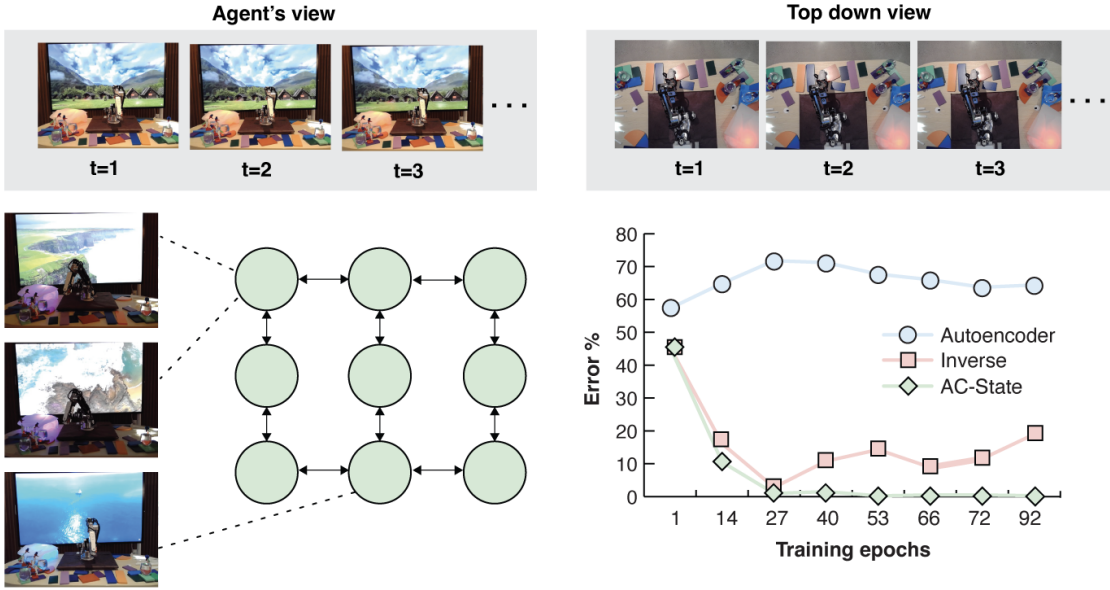 Agent's view
Top down view
t=1
t=2
t=3
...
t=1
t=2
t=3
...
80
70
60
50
40
30
20
10
0
Error %
Autoencoder
Inverse
AC-State
1 14 27 40 53 66 72 92
Training epochs